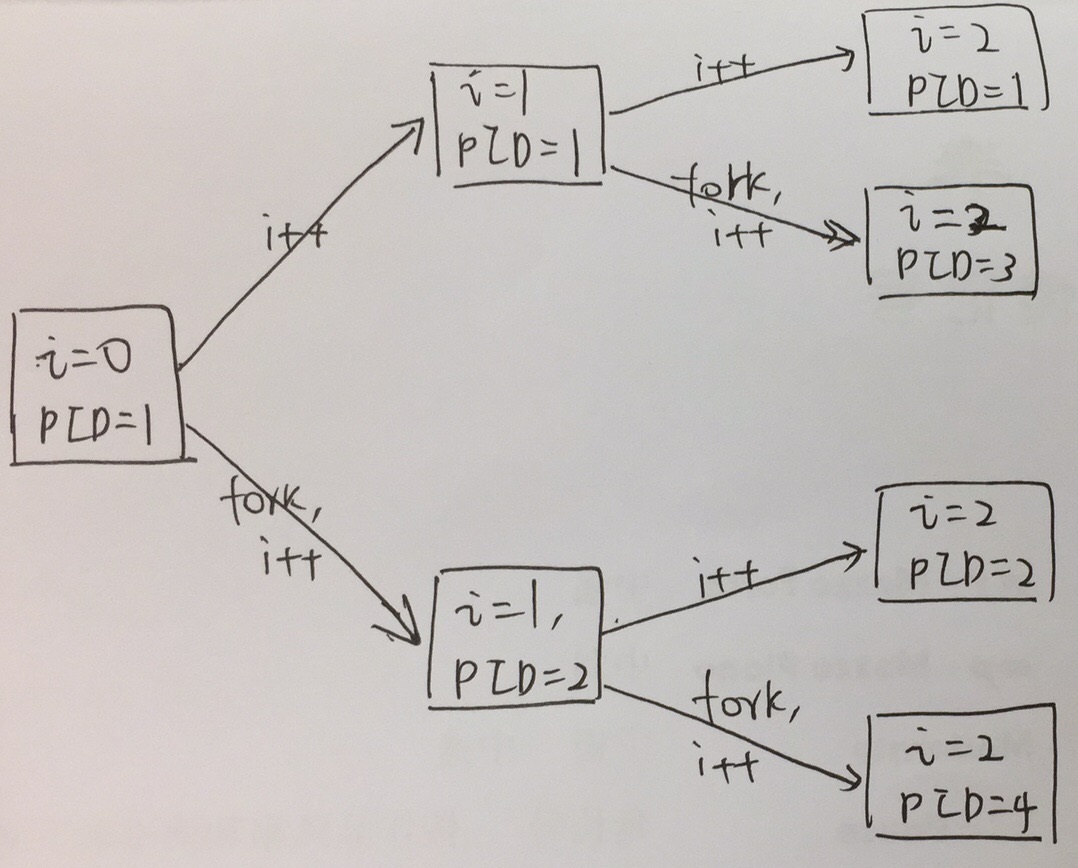 i=0
PID=1
i++
fork,
i++
i=1
PID=1
i=1,
PID=2
i++
fork,
i++
i++
fork,
i++
i=2
PID=1
i=2
PID=3
i=2
PID=2
i=2
PID=4